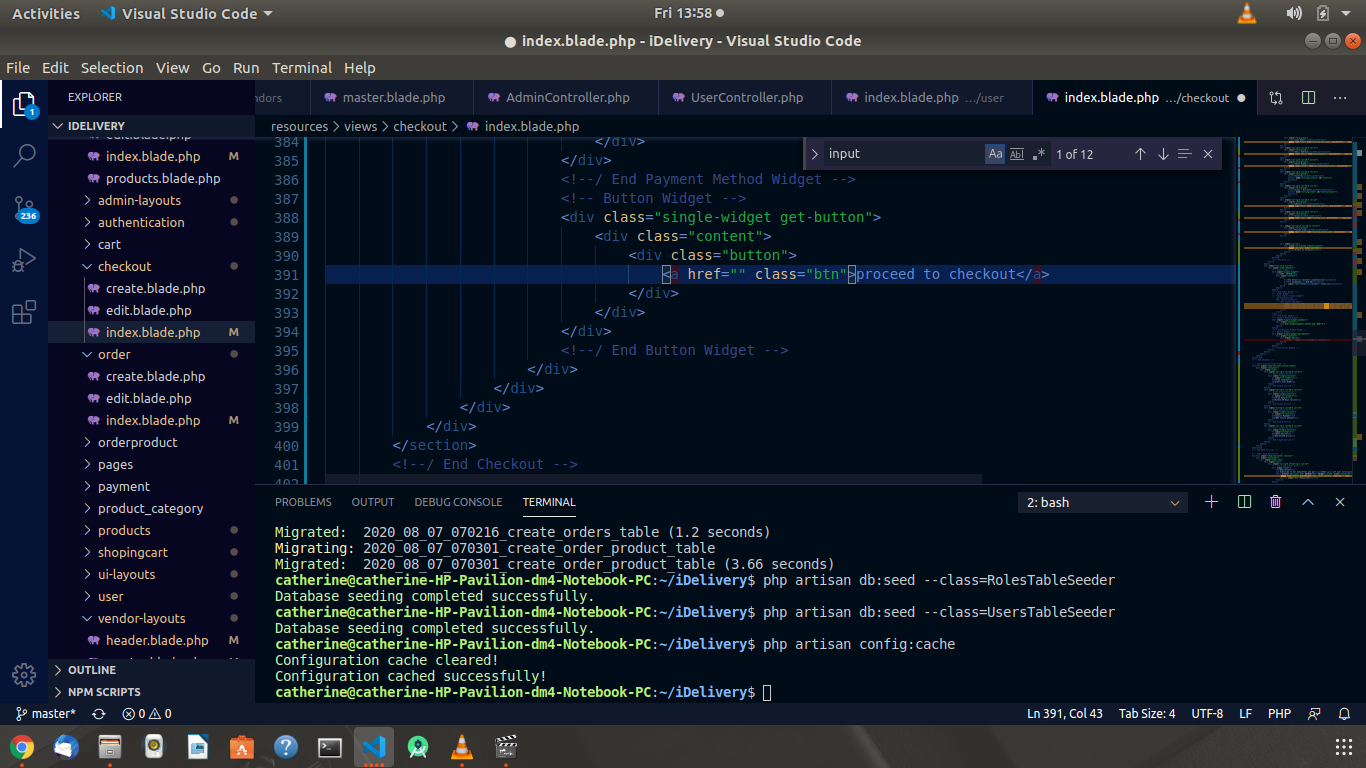 Activities
Visual Studio Code
Fri 13:58
index.blade.php - iDelivery - Visual Studio Code
File Edit Selection View Go Run Terminal Help
1
236
EXPLORER
IDELIVERY
index.blade.php M
products.blade.php
admin-layouts
authentication
cart
checkout
create.blade.php
edit.blade.php
index.blade.php M
order
create.blade.php
edit.blade.php
index.blade.php M
orderproduct
pages
payment
product_category
products
shopingcart
ui-layouts
user
vendor-layouts
header.blade.php M
OUTLINE
NPM SCRIPTS
ndors master.blade.php AdminController.php UserController.php index.blade.php .../user index.blade.php .../checkout
resources > views > checkout > index.blade.php
input Aa Abl .* 1 of 12
384 </div>
385 </div>
386 <!--/ End Payment Method Widget -->
387 <!-- Button Widget -->
388 <div class="single-widget get-button">
389 <div class="content">
390 <div class="button">
391 <a href="" class="btn">proceed to checkout</a>
392 </div>
393 </div>
394 </div>
395 <!--/ End Button Widget -->
396 </div>
397 </div>
398 </div>
399 </div>
400 </section>
401 <!--/ End Checkout -->
402
PROBLEMS OUTPUT DEBUG CONSOLE TERMINAL 2: bash
Migrated:  2020_08_07_070216_create_orders_table (1.2 seconds)
Migrating: 2020_08_07_070301_create_order_product_table
Migrated:  2020_08_07_070301_create_order_product_table (3.66 seconds)
catherine@catherine-HP-Pavilion-dm4-Notebook-PC:~/iDelivery$ php artisan db:seed --class=RolesTableSeeder
Database seeding completed successfully.
catherine@catherine-HP-Pavilion-dm4-Notebook-PC:~/iDelivery$ php artisan db:seed --class=UsersTableSeeder
Database seeding completed successfully.
catherine@catherine-HP-Pavilion-dm4-Notebook-PC:~/iDelivery$ php artisan config:cache
Configuration cache cleared!
Configuration cached successfully!
catherine@catherine-HP-Pavilion-dm4-Notebook-PC:~/iDelivery$
master* 0 0 Ln 391, Col 43 Tab Size: 4 UTF-8 LF PHP